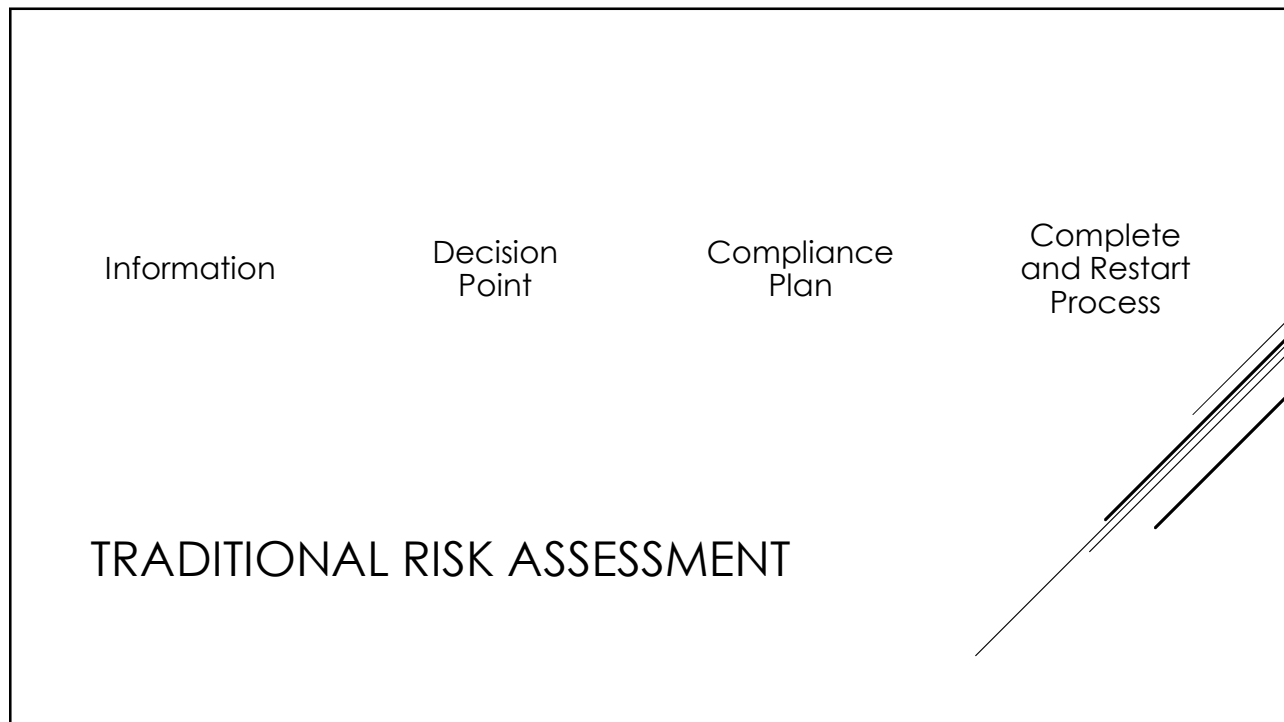 Information
Decision
Point
Compliance
Plan
Complete
and Restart
Process
TRADITIONAL RISK ASSESSMENT